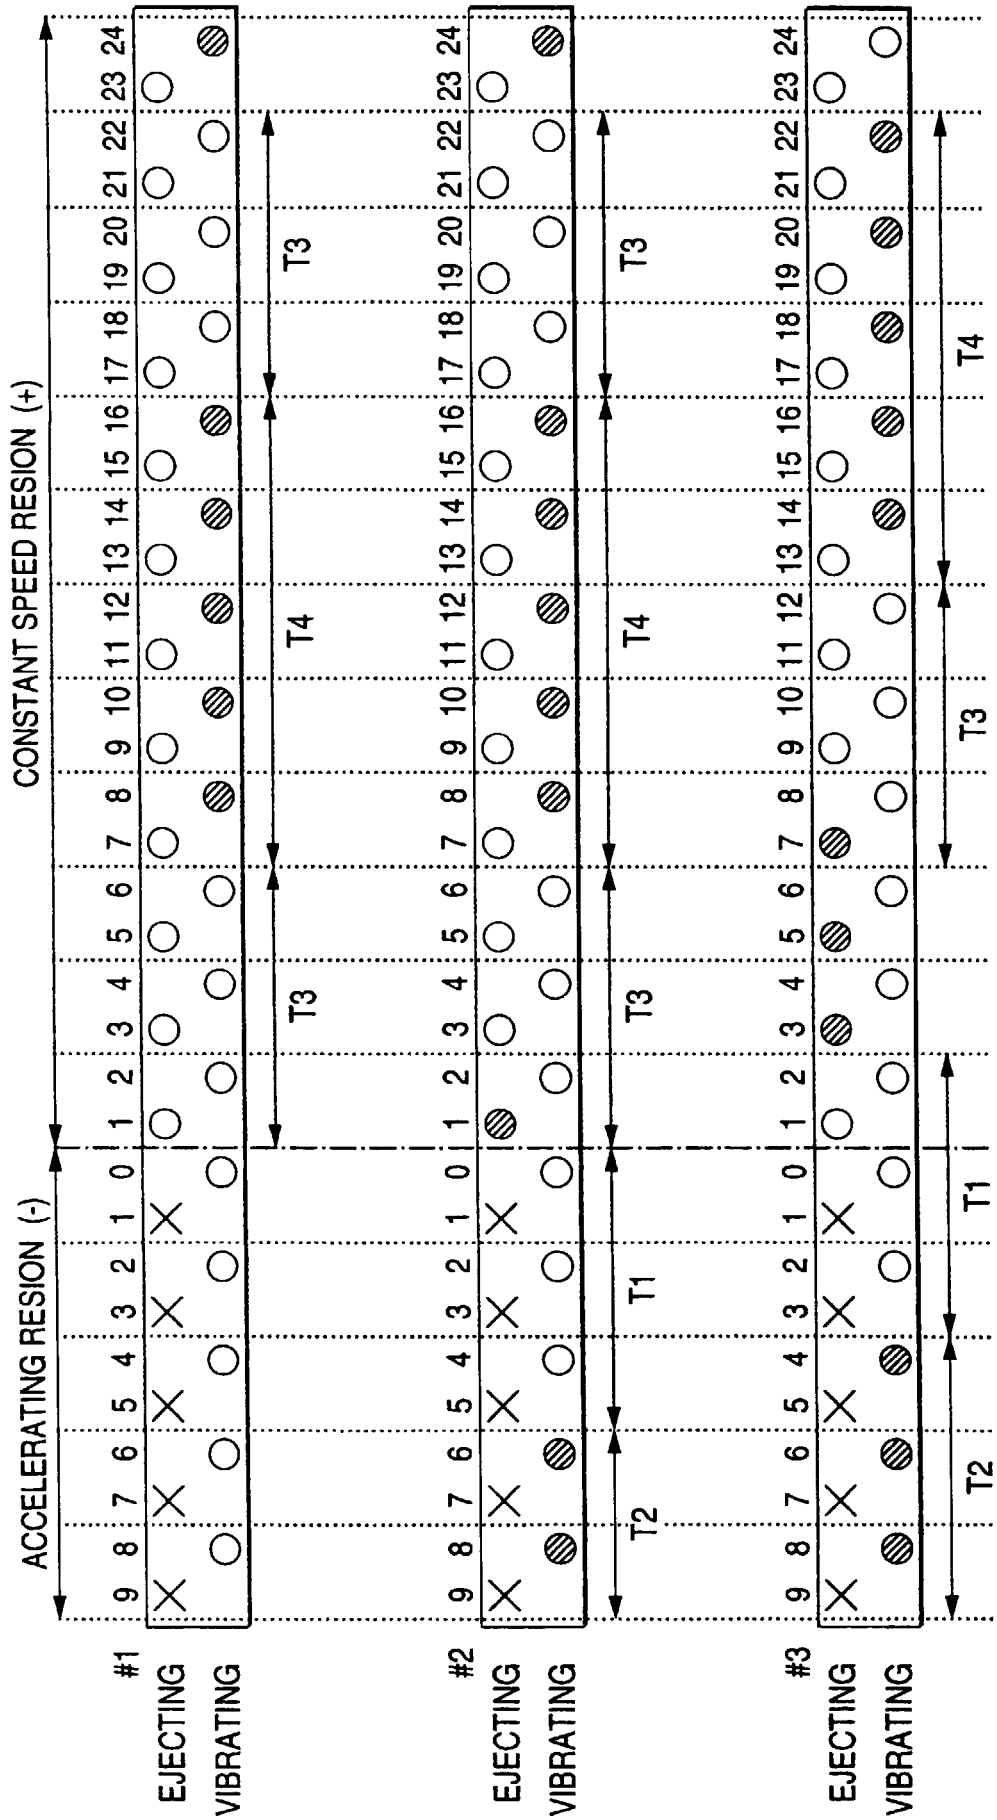 ACCELERATING RESION (-) CONSTANT SPEED RESION (+)
#1 9 8 7 6 5 4 3 2 1 0 1 2 3 4 5 6 7 8 9 10 11 12 13 14 15 16 17 18 19 20 21 22 23 24
EJECTING
VIBRATING
T3 T4 T3
#2 9 8 7 6 5 4 3 2 1 0 1 2 3 4 5 6 7 8 9 10 11 12 13 14 15 16 17 18 19 20 21 22 23 24
EJECTING
VIBRATING
T2 T1 T3 T4 T3
#3 9 8 7 6 5 4 3 2 1 0 1 2 3 4 5 6 7 8 9 10 11 12 13 14 15 16 17 18 19 20 21 22 23 24
EJECTING
VIBRATING
T2 T1 T3 T4